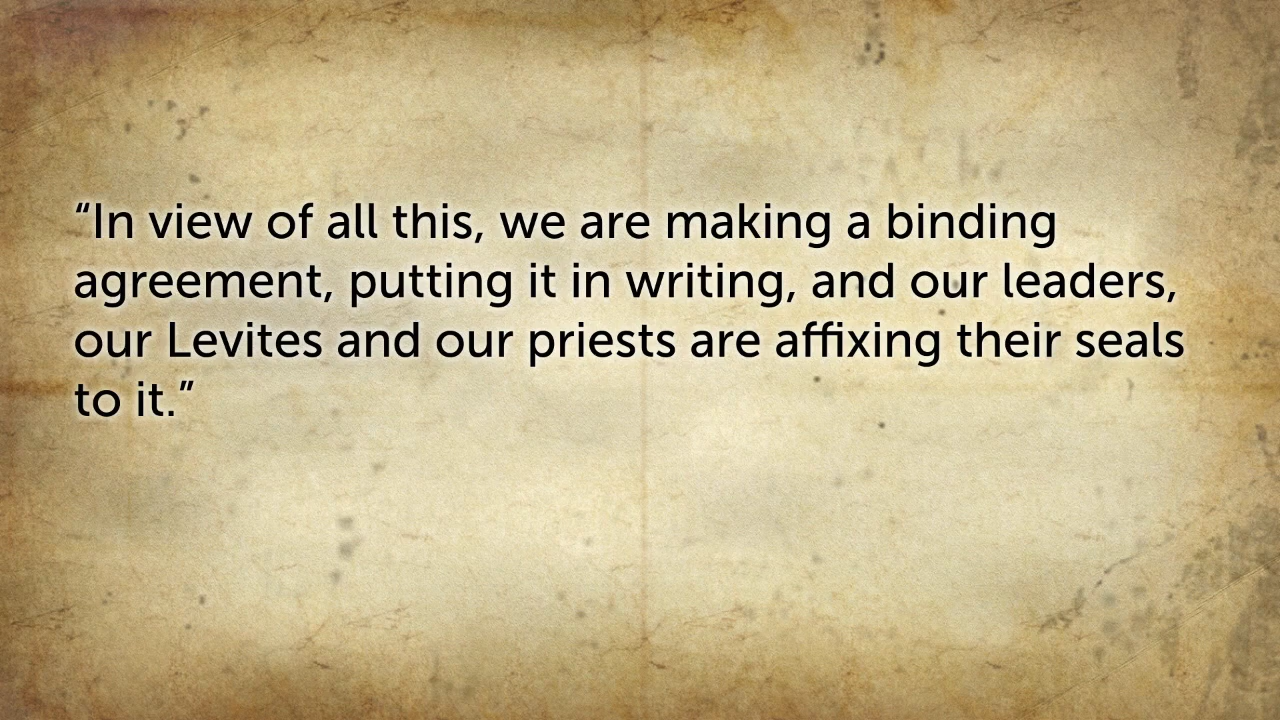 “In view of all this, we are making a binding
agreement, putting it in writing, and our leaders,
our Levites and our priests are affixing their seals
to it.”